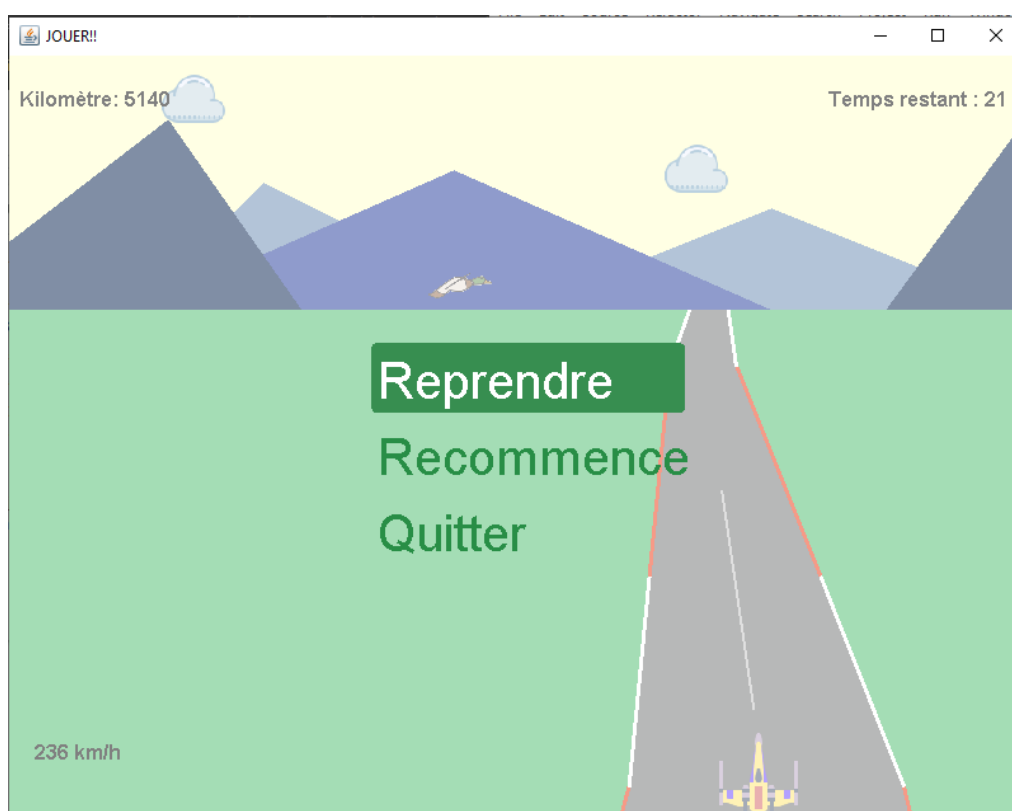 JOUER!!
Kilomètre: 5140
Temps restant : 21
Reprendre
Recommence
Quitter
236 km/h